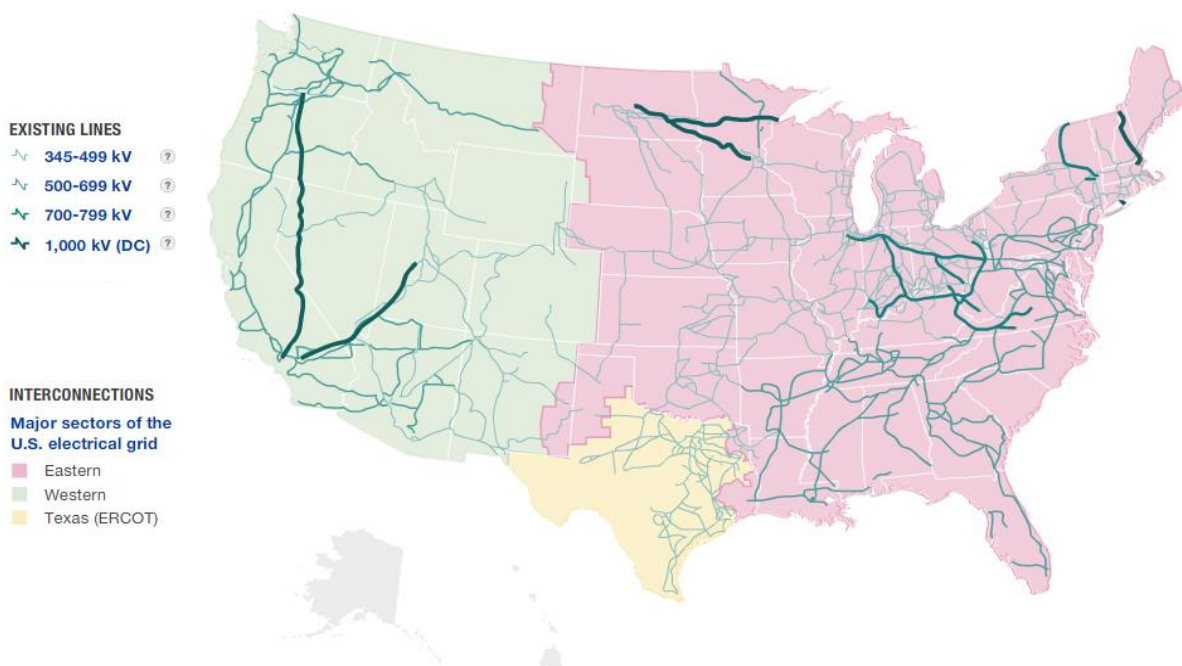 EXISTING LINES
345-499 kV ?
500-699 kV ?
700-799 kV ?
1,000 kV (DC) ?
INTERCONNECTIONS
Major sectors of the
U.S. electrical grid
Eastern
Western
Texas (ERCOT)